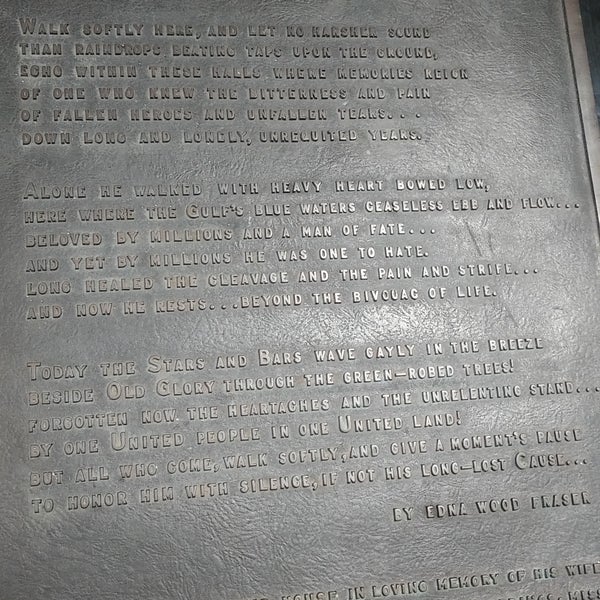 WALK SOFTLY HERE, AND LET NO HARSHER SOUND
THAN RAINDROPS BEATING TAPS UPON THE GROUND,
ECHO WITHIN THESE HALLS WHERE MEMORIES REIGN
OF ONE WHO KNEW THE BITTERNESS AND PAIN
OF FALLEN HEROES AND UNFALLEN TEARS...
DOWN LONG AND LONELY, UNREQUITED YEARS.
ALONE HE WALKED WITH HEAVY HEART BOWED LOW,
HERE WHERE THE GULF'S BLUE WATERS CEASELESS EBB AND FLOW...
BELOVED BY MILLIONS AND A MAN OF FATE...
AND YET BY MILLIONS HE WAS ONE TO HATE.
LONG HEALED THE CLEAVAGE AND THE PAIN AND STRIFE...
AND NOW HE RESTS...BEYOND THE BIVOUAC OF LIFE.
TODAY THE STARS AND BARS WAVE GAYLY IN THE BREEZE
BESIDE OLD GLORY THROUGH THE GREEN-ROBED TREES!
FORGOTTEN NOW THE HEARTACHES AND THE UNRELENTING STAND...
BY ONE UNITED PEOPLE IN ONE UNITED LAND!
BUT ALL WHO COME, WALK SOFTLY, AND GIVE A MOMENT'S PAUSE
TO HONOR HIM WITH SILENCE, IF NOT HIS LONG-LOST CAUSE...
BY EDNA WOOD FRASER
HOUSE IN LOVING MEMORY OF HIS WIFE
MISS